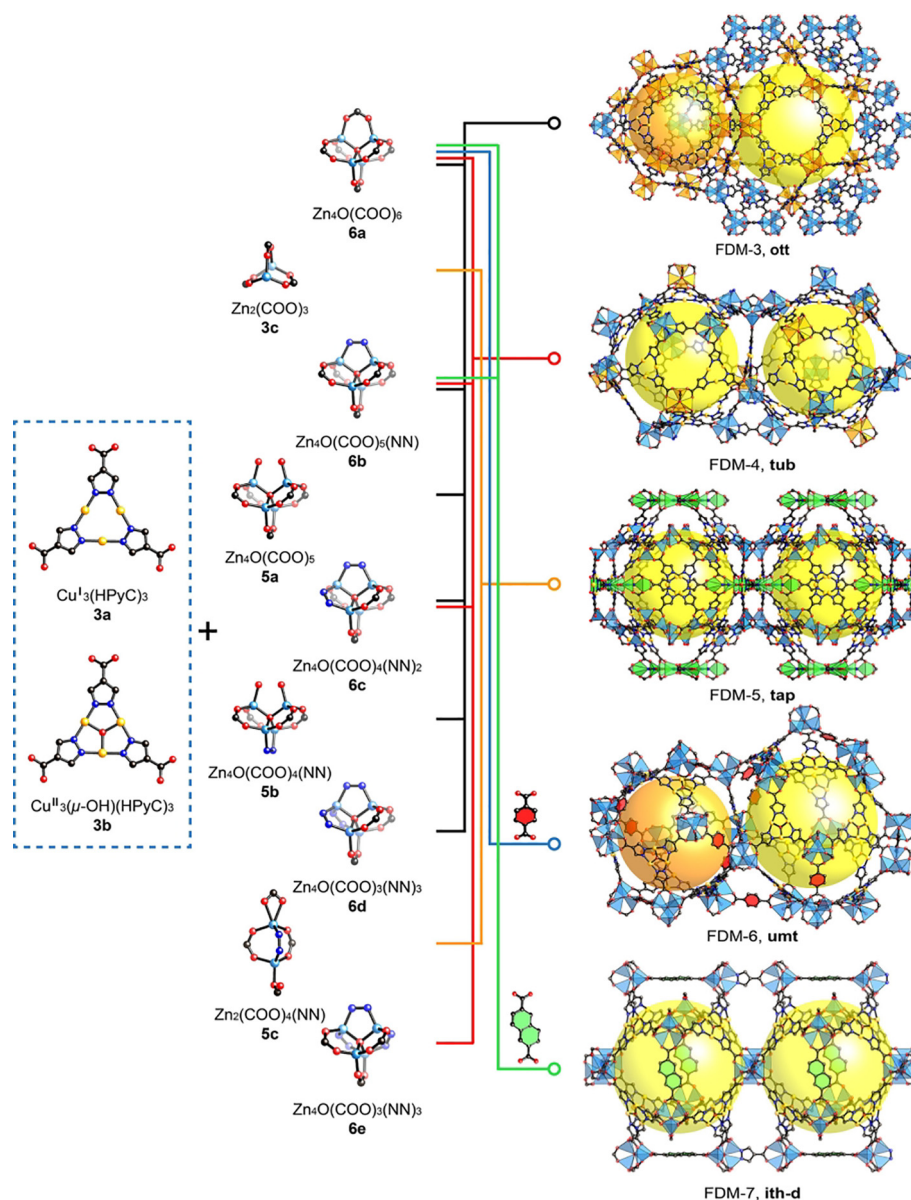 Zn₄O(COO)₆
6a
Zn₂(COO)₃
3c
Zn₄O(COO)₅(NN)
6b
Zn₄O(COO)₅
5a
Zn₄O(COO)₄(NN)₂
6c
Zn₄O(COO)₄(NN)
5b
Zn₄O(COO)₃(NN)₃
6d
Zn₂(COO)₄(NN)
5c
Zn₄O(COO)₃(NN)₃
6e
Cuᴵ₃(HPyC)₃
3a
+
Cuᴵᴵ₃(μ-OH)(HPyC)₃
3b
FDM-3, ott
FDM-4, tub
FDM-5, tap
FDM-6, umt
FDM-7, ith-d